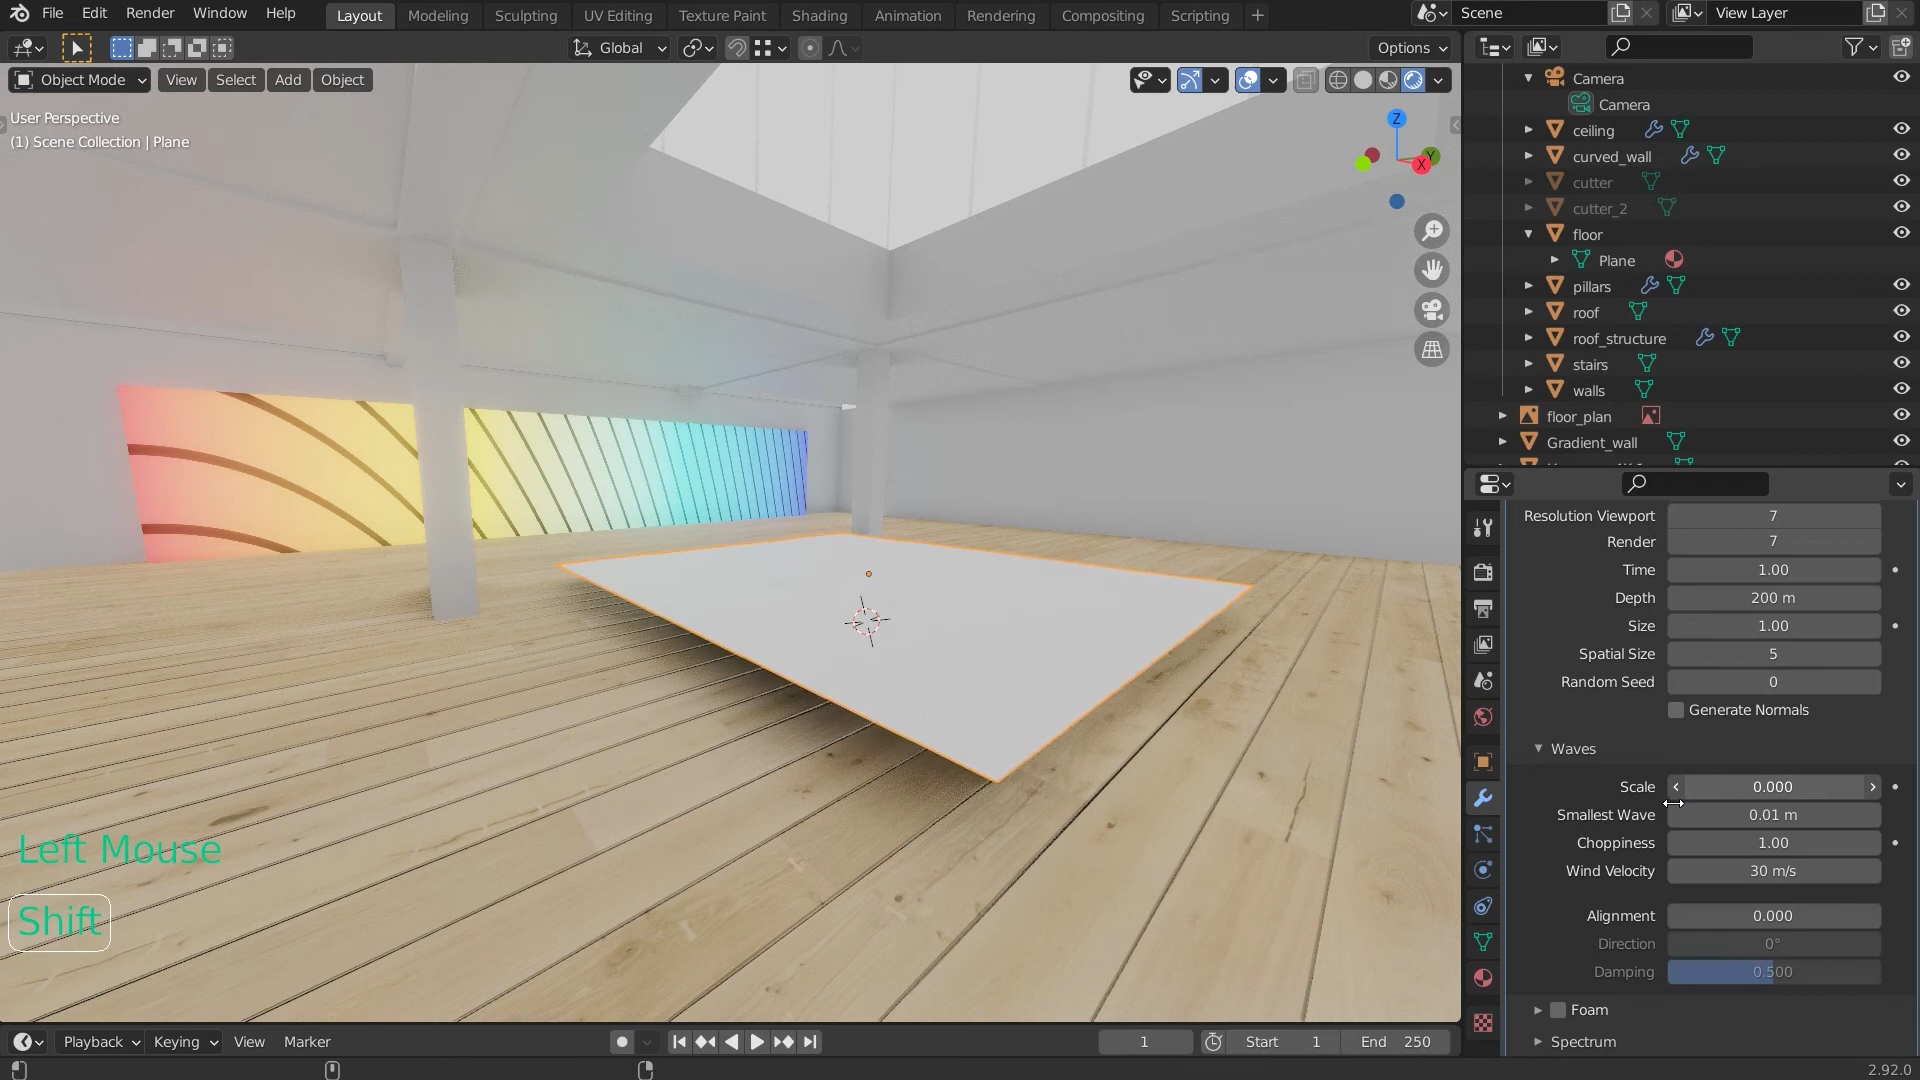 File Edit Render Window Help
Layout Modeling Sculpting UV Editing Texture Paint Shading Animation Rendering Compositing Scripting +
Scene
View Layer
Global
Options
Object Mode View Select Add Object
User Perspective
(1) Scene Collection | Plane
Z
Y
X
Camera
Camera
ceiling
curved_wall
cutter
cutter_2
floor
Plane
pillars
roof
roof_structure
stairs
walls
floor_plan
Gradient_wall
Resolution Viewport 7
Render 7
Time 1.00
Depth 200 m
Size 1.00
Spatial Size 5
Random Seed 0
Generate Normals
Waves
Scale 0.000
Smallest Wave 0.01 m
Choppiness 1.00
Wind Velocity 30 m/s
Alignment 0.000
Direction 0°
Damping 0.500
Foam
Spectrum
Left Mouse
Shift
Playback Keying View Marker
1
Start 1
End 250
2.92.0